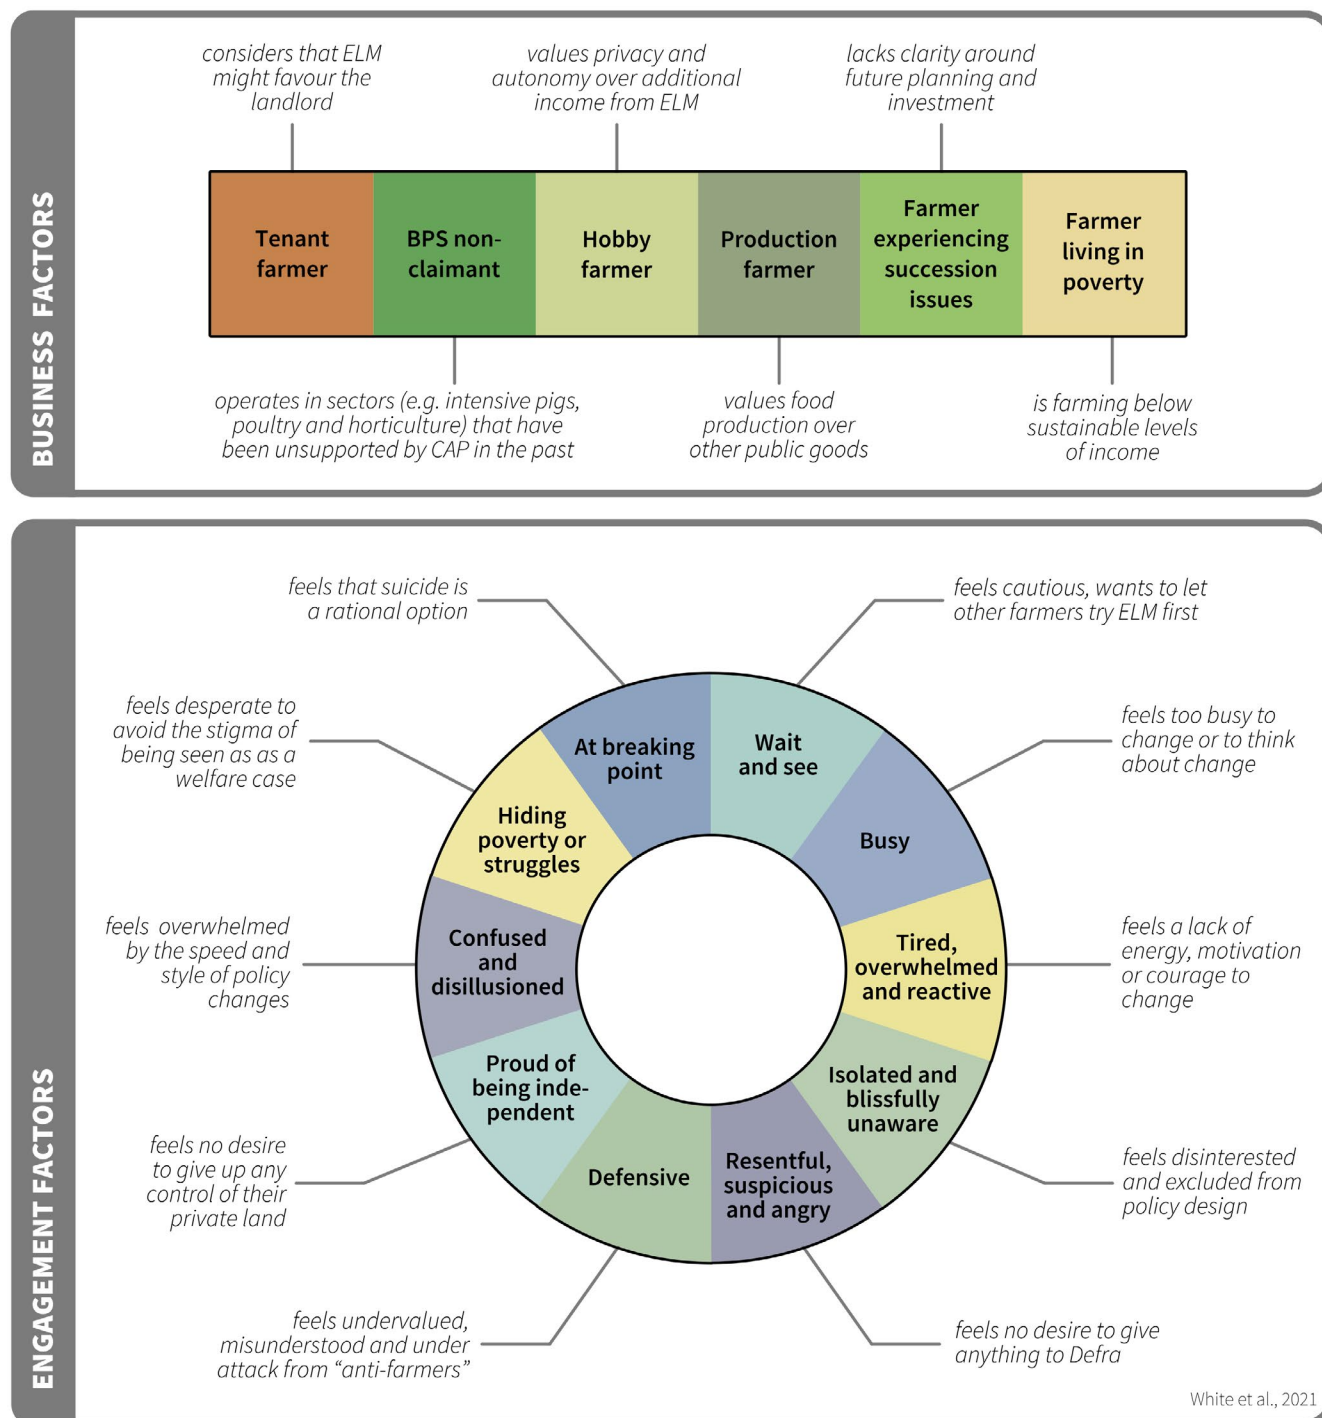 BUSINESS FACTORS
considers that ELM
might favour the
landlord
values privacy and
autonomy over additional
income from ELM
lacks clarity around
future planning and
investment
Tenant
farmer
BPS non-
claimant
Hobby
farmer
Production
farmer
Farmer
experiencing
succession
issues
Farmer
living in
poverty
operates in sectors (e.g. intensive pigs,
poultry and horticulture) that have
been unsupported by CAP in the past
values food
production over
other public goods
is farming below
sustainable levels
of income
ENGAGEMENT FACTORS
feels that suicide is
a rational option
feels cautious, wants to let
other farmers try ELM first
feels desperate to
avoid the stigma of
being seen as as a
welfare case
feels too busy to
change or to think
about change
At breaking
point
Wait
and see
Hiding
poverty or
struggles
Busy
feels overwhelmed
by the speed and
style of policy
changes
Confused
and
disillusioned
Tired,
overwhelmed
and reactive
feels a lack of
energy, motivation
or courage to
change
Proud of
being inde-
pendent
Isolated and
blissfully
unaware
Defensive
Resentful,
suspicious
and angry
feels no desire
to give up any
control of their
private land
feels disinterested
and excluded from
policy design
feels undervalued,
misunderstood and under
attack from “anti-farmers”
feels no desire to give
anything to Defra
White et al., 2021